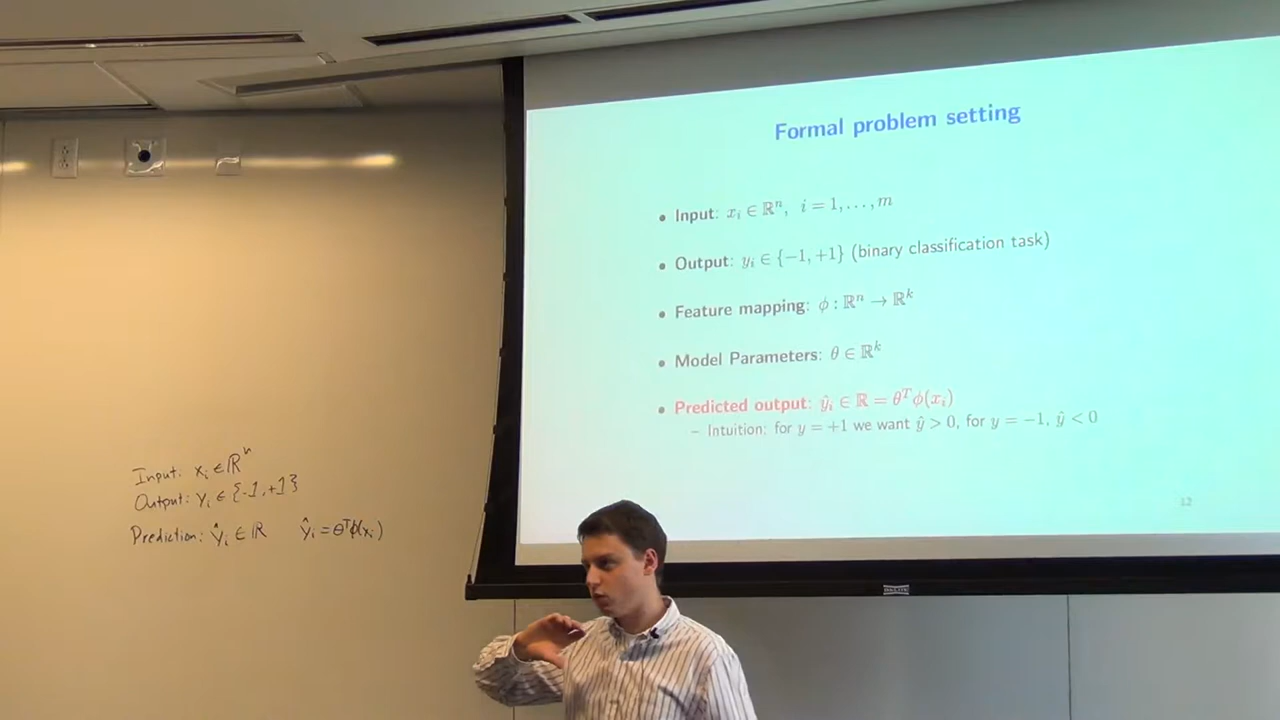 Formal problem setting
• Input: xᵢ ∈ ℝⁿ, i = 1, . . . , m
• Output: yᵢ ∈ {−1, +1} (binary classification task)
• Feature mapping: ϕ : ℝⁿ → ℝᵏ
• Model Parameters: θ ∈ ℝᵏ
• Predicted output: ŷᵢ ∈ ℝ = θᵀϕ(xᵢ)
– Intuition: for y = +1 we want ŷ > 0, for y = −1, ŷ < 0
Input: xᵢ ∈ ℝⁿ
Output: yᵢ ∈ {-1, +1}
Prediction: ŷᵢ ∈ ℝ ŷᵢ = θᵀϕ(xᵢ)